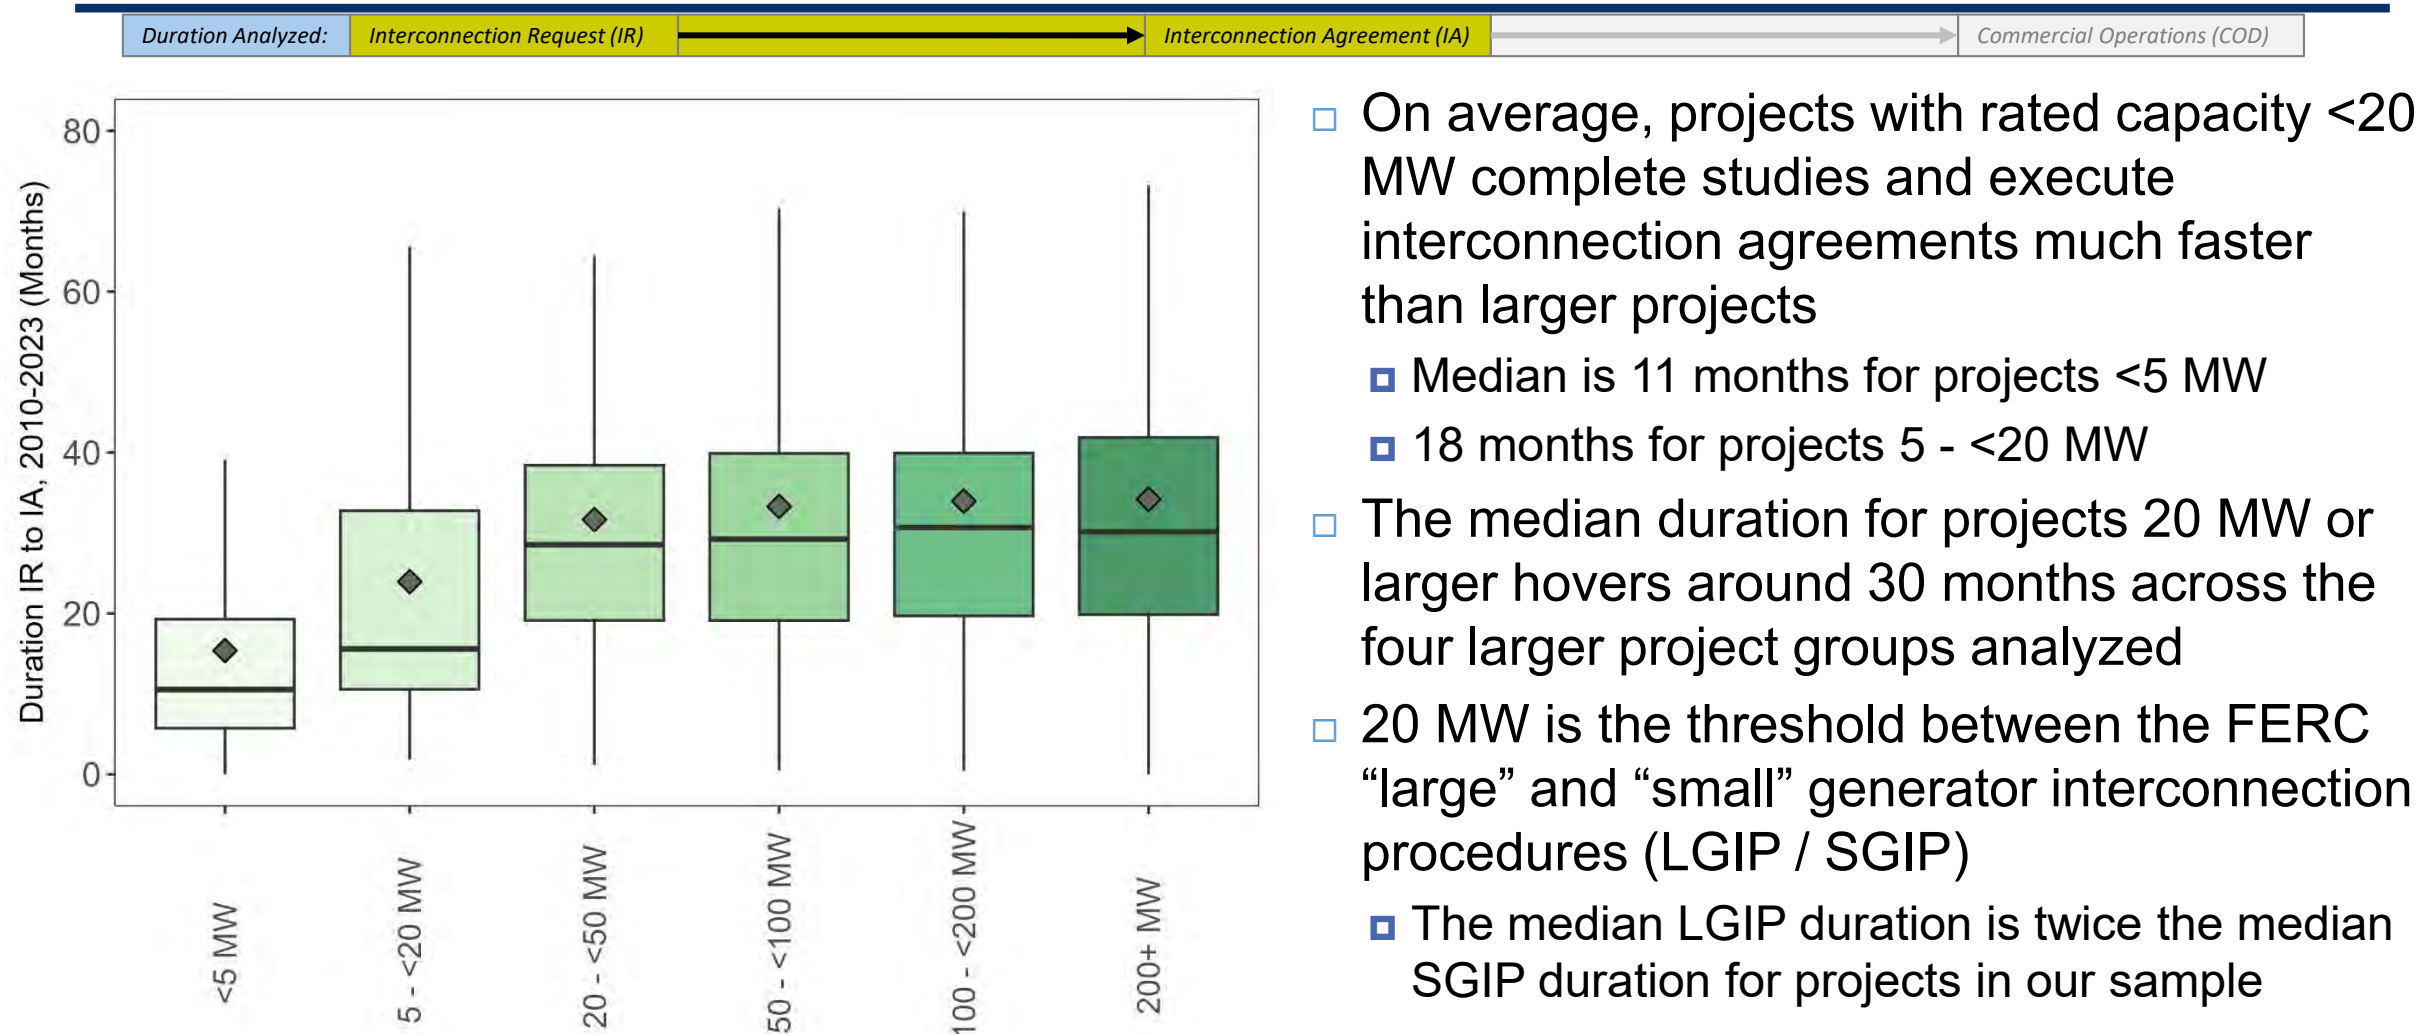 Duration Analyzed: Interconnection Request (IR) Interconnection Agreement (IA) Commercial Operations (COD)
Duration IR to IA, 2010-2023 (Months)
80
60
40
20
0
<5 MW
5 - <20 MW
20 - <50 MW
50 - <100 MW
100 - <200 MW
200+ MW
On average, projects with rated capacity <20
MW complete studies and execute
interconnection agreements much faster
than larger projects
Median is 11 months for projects <5 MW
18 months for projects 5 - <20 MW
The median duration for projects 20 MW or
larger hovers around 30 months across the
four larger project groups analyzed
20 MW is the threshold between the FERC
“large” and “small” generator interconnection
procedures (LGIP / SGIP)
The median LGIP duration is twice the median
SGIP duration for projects in our sample